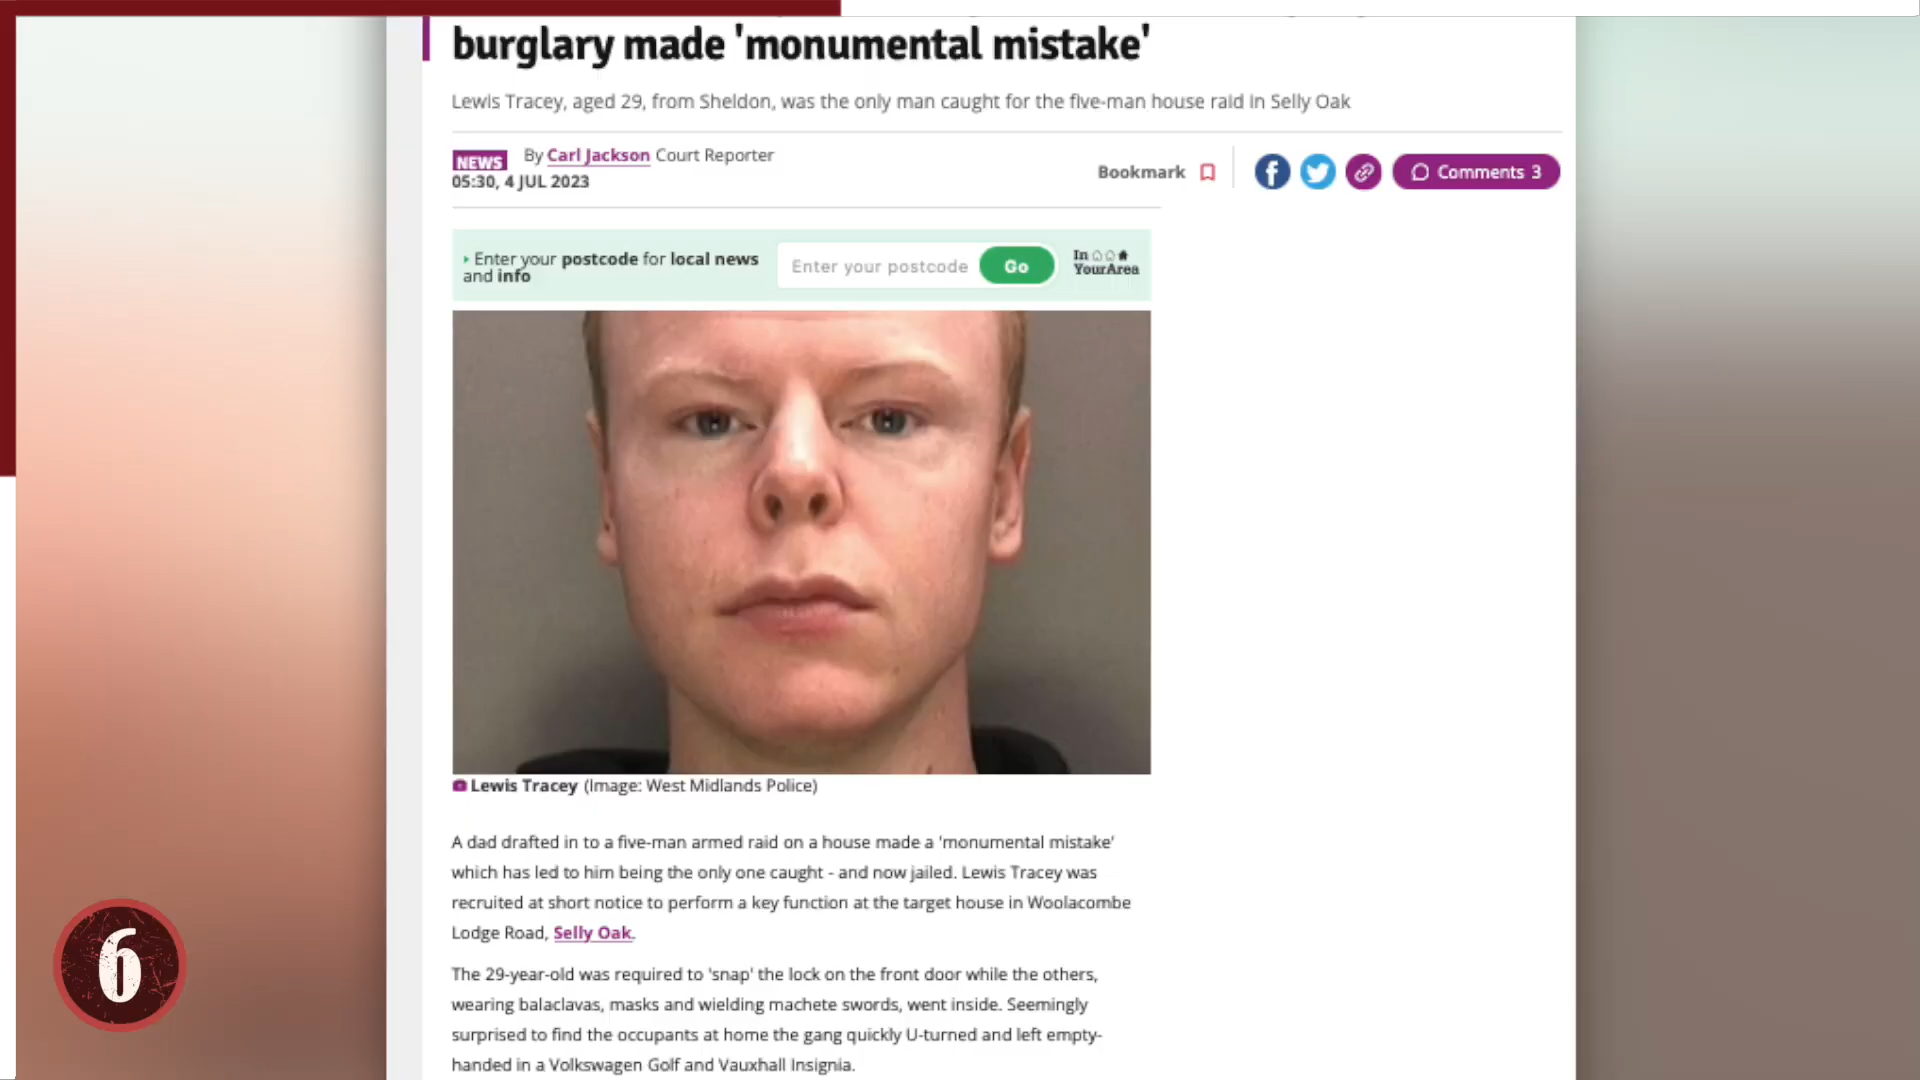 burglary made 'monumental mistake'
Lewis Tracey, aged 29, from Sheldon, was the only man caught for the five-man house raid in Selly Oak
NEWS By Carl Jackson Court Reporter
05:30, 4 JUL 2023
Bookmark
Comments 3
Enter your postcode for local news
and info
Enter your postcode
Go
In
YourArea
Lewis Tracey (Image: West Midlands Police)
A dad drafted in to a five-man armed raid on a house made a 'monumental mistake'
which has led to him being the only one caught - and now jailed. Lewis Tracey was
recruited at short notice to perform a key function at the target house in Woolacombe
Lodge Road, Selly Oak.
The 29-year-old was required to 'snap' the lock on the front door while the others,
wearing balaclavas, masks and wielding machete swords, went inside. Seemingly
surprised to find the occupants at home the gang quickly U-turned and left empty-
handed in a Volkswagen Golf and Vauxhall Insignia.
6